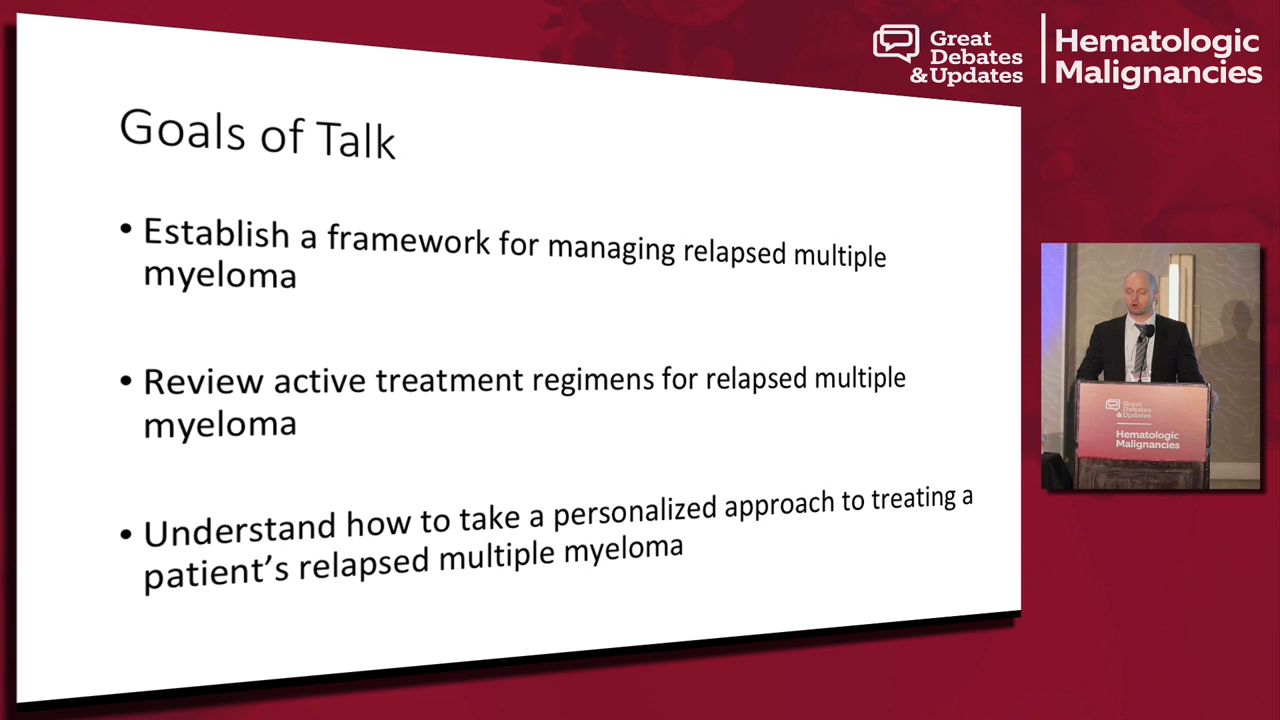 Great
Debates
& Updates
Hematologic
Malignancies
Goals of Talk
• Establish a framework for managing relapsed multiple
myeloma
• Review active treatment regimens for relapsed multiple
myeloma
• Understand how to take a personalized approach to treating a
patient’s relapsed multiple myeloma
Great
Debates
& Updates
Hematologic
Malignancies